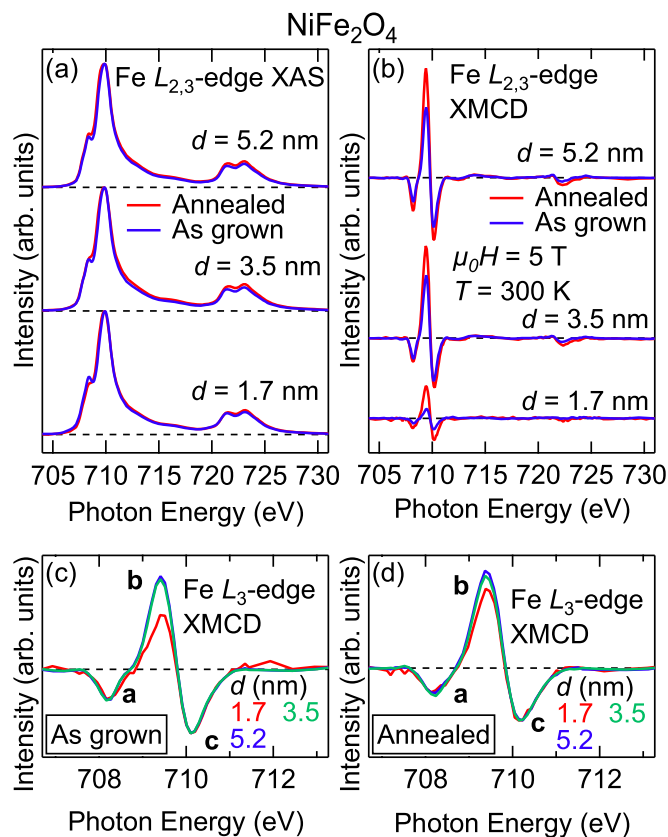 NiFe₂O₄
(a)
Fe L₂,₃-edge XAS
d = 5.2 nm
Annealed
As grown
d = 3.5 nm
d = 1.7 nm
Intensity (arb. units)
705 710 715 720 725 730
Photon Energy (eV)
(b)
Fe L₂,₃-edge
XMCD
d = 5.2 nm
Annealed
As grown
μ₀H = 5 T
T = 300 K
d = 3.5 nm
d = 1.7 nm
Intensity (arb. units)
705 710 715 720 725 730
Photon Energy (eV)
(c)
b
Fe L₃-edge
XMCD
a
d (nm)
1.7 3.5
5.2
c
As grown
Intensity (arb. units)
708 710 712
Photon Energy (eV)
(d)
b
Fe L₃-edge
XMCD
a
d (nm)
1.7 3.5
5.2
c
Annealed
Intensity (arb. units)
708 710 712
Photon Energy (eV)